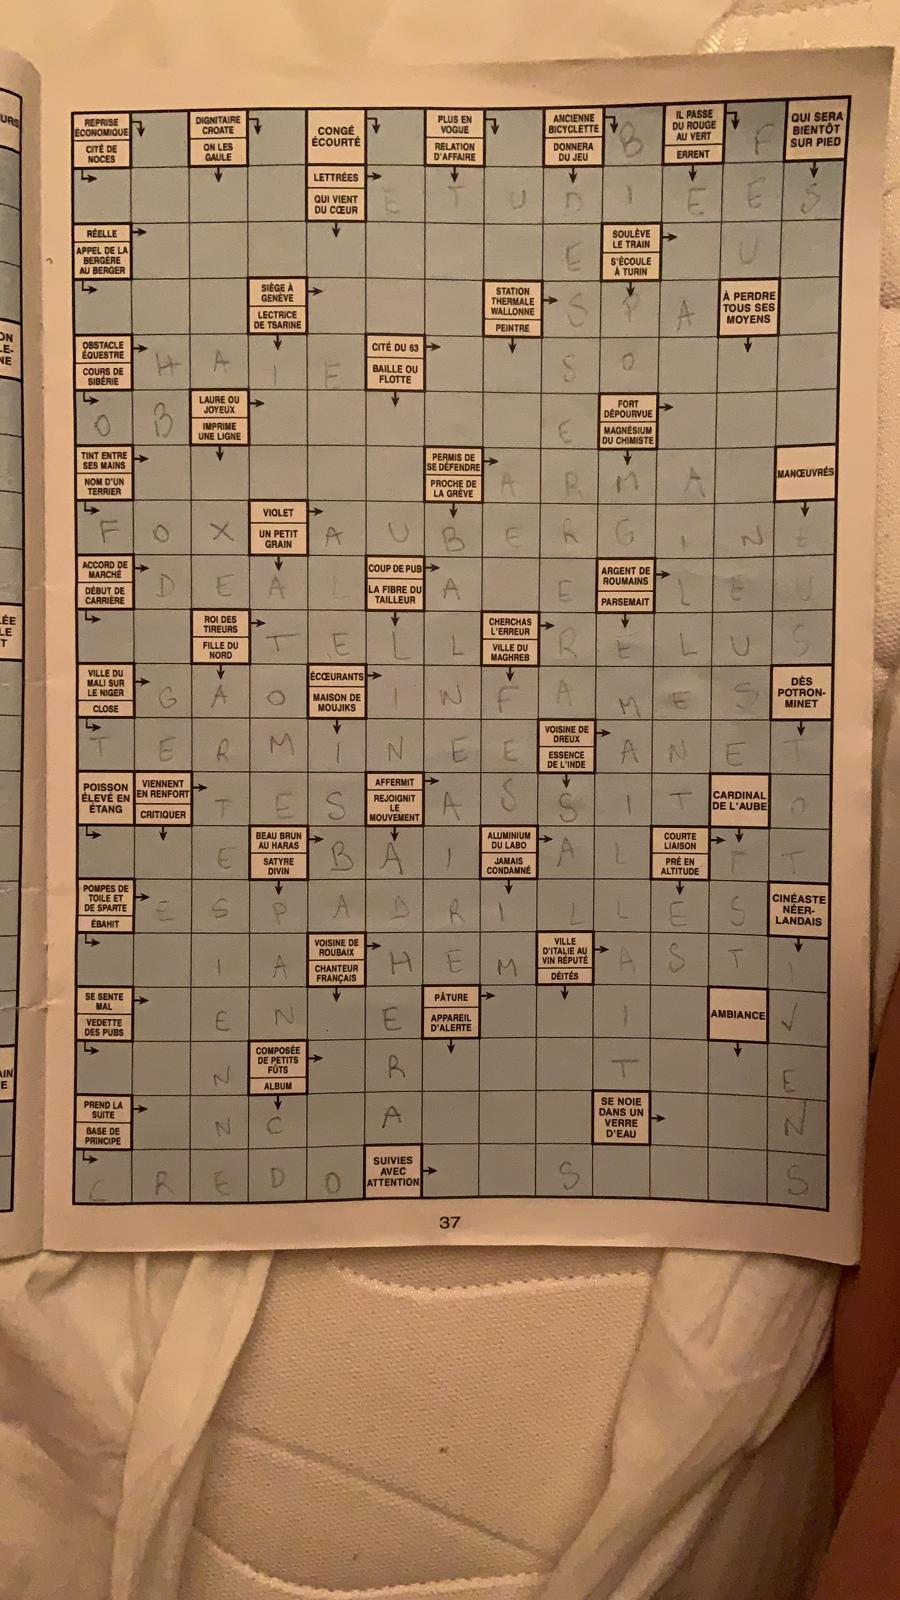 REPRISE ÉCONOMIQUE
CITÉ DE NOCES
DIGNITAIRE CROATE
ON LES GAULE
CONGÉ ÉCOURTÉ
PLUS EN VOGUE
RELATION D'AFFAIRE
ANCIENNE BICYCLETTE
DONNERA DU JEU
B
IL PASSE DU ROUGE AU VERT
ERRENT
F
QUI SERA BIENTÔT SUR PIED
LETTRÉES
QUI VIENT DU CŒUR
E T U D I E E S
RÉELLE
APPEL DE LA BERGÈRE AU BERGER
E
SOULÈVE LE TRAIN
S'ÉCOULE À TURIN
U
SIÈGE À GENÈVE
LECTRICE DE TSARINE
STATION THERMALE WALLONNE
PEINTRE
S P A
À PERDRE TOUS SES MOYENS
OBSTACLE ÉQUESTRE
COURS DE SIBÉRIE
H A I E
CITÉ DU 63
BAILLE OU FLOTTE
S O
O B
LAURE OU JOYEUX
IMPRIME UNE LIGNE
E
FORT DÉPOURVUE
MAGNÉSIUM DU CHIMISTE
TINT ENTRE SES MAINS
NOM D'UN TERRIER
PERMIS DE SE DÉFENDRE
PROCHE DE LA GRÈVE
A R M A
MANŒUVRÉS
F O X
VIOLET
UN PETIT GRAIN
A U B E R G I N E
ACCORD DE MARCHÉ
DÉBUT DE CARRIÈRE
D E A L
COUP DE PUB
LA FIBRE DU TAILLEUR
A E
ARGENT DE ROUMAINS
PARSEMAIT
L E U
ROI DES TIREURS
FILLE DU NORD
T E L L
CHERCHAS L'ERREUR
VILLE DU MAGHREB
R E L U S
VILLE DU MALI SUR LE NIGER
CLOSE
G A O
ÉCŒURANTS
MAISON DE MOUJIKS
I N F A M E S
DÈS POTRON-MINET
T E R M I N E E
VOISINE DE DREUX
ESSENCE DE L'INDE
A N E T
POISSON ÉLEVÉ EN ÉTANG
VIENNENT EN RENFORT
CRITIQUER
T E S
AFFERMIT
REJOIGNIT LE MOUVEMENT
A S S I T
CARDINAL DE L'AUBE
O
E
BEAU BRUN AU HARAS
SATYRE DIVIN
B A I
ALUMINIUM DU LABO
JAMAIS CONDAMNÉ
A L
COURTE LIAISON
PRÉ EN ALTITUDE
E T
POMPES DE TOILE ET DE SPARTE
ÉBAHIT
E S P A D R I L L E S
CINÉASTE NÉER-LANDAIS
I A
VOISINE DE ROUBAIX
CHANTEUR FRANÇAIS
H E M
VILLE D'ITALIE AU VIN RÉPUTÉ
DÉITÉS
A S T I
SE SENTE MAL
VEDETTE DES PUBS
E N E
PÂTURE
APPAREIL D'ALERTE
I
AMBIANCE
V
N
COMPOSÉE DE PETITS FÛTS
ALBUM
R T E
PREND LA SUITE
BASE DE PRINCIPE
N C A
SE NOIE DANS UN VERRE D'EAU
N
C R E D O
SUIVIES AVEC ATTENTION
S S
37